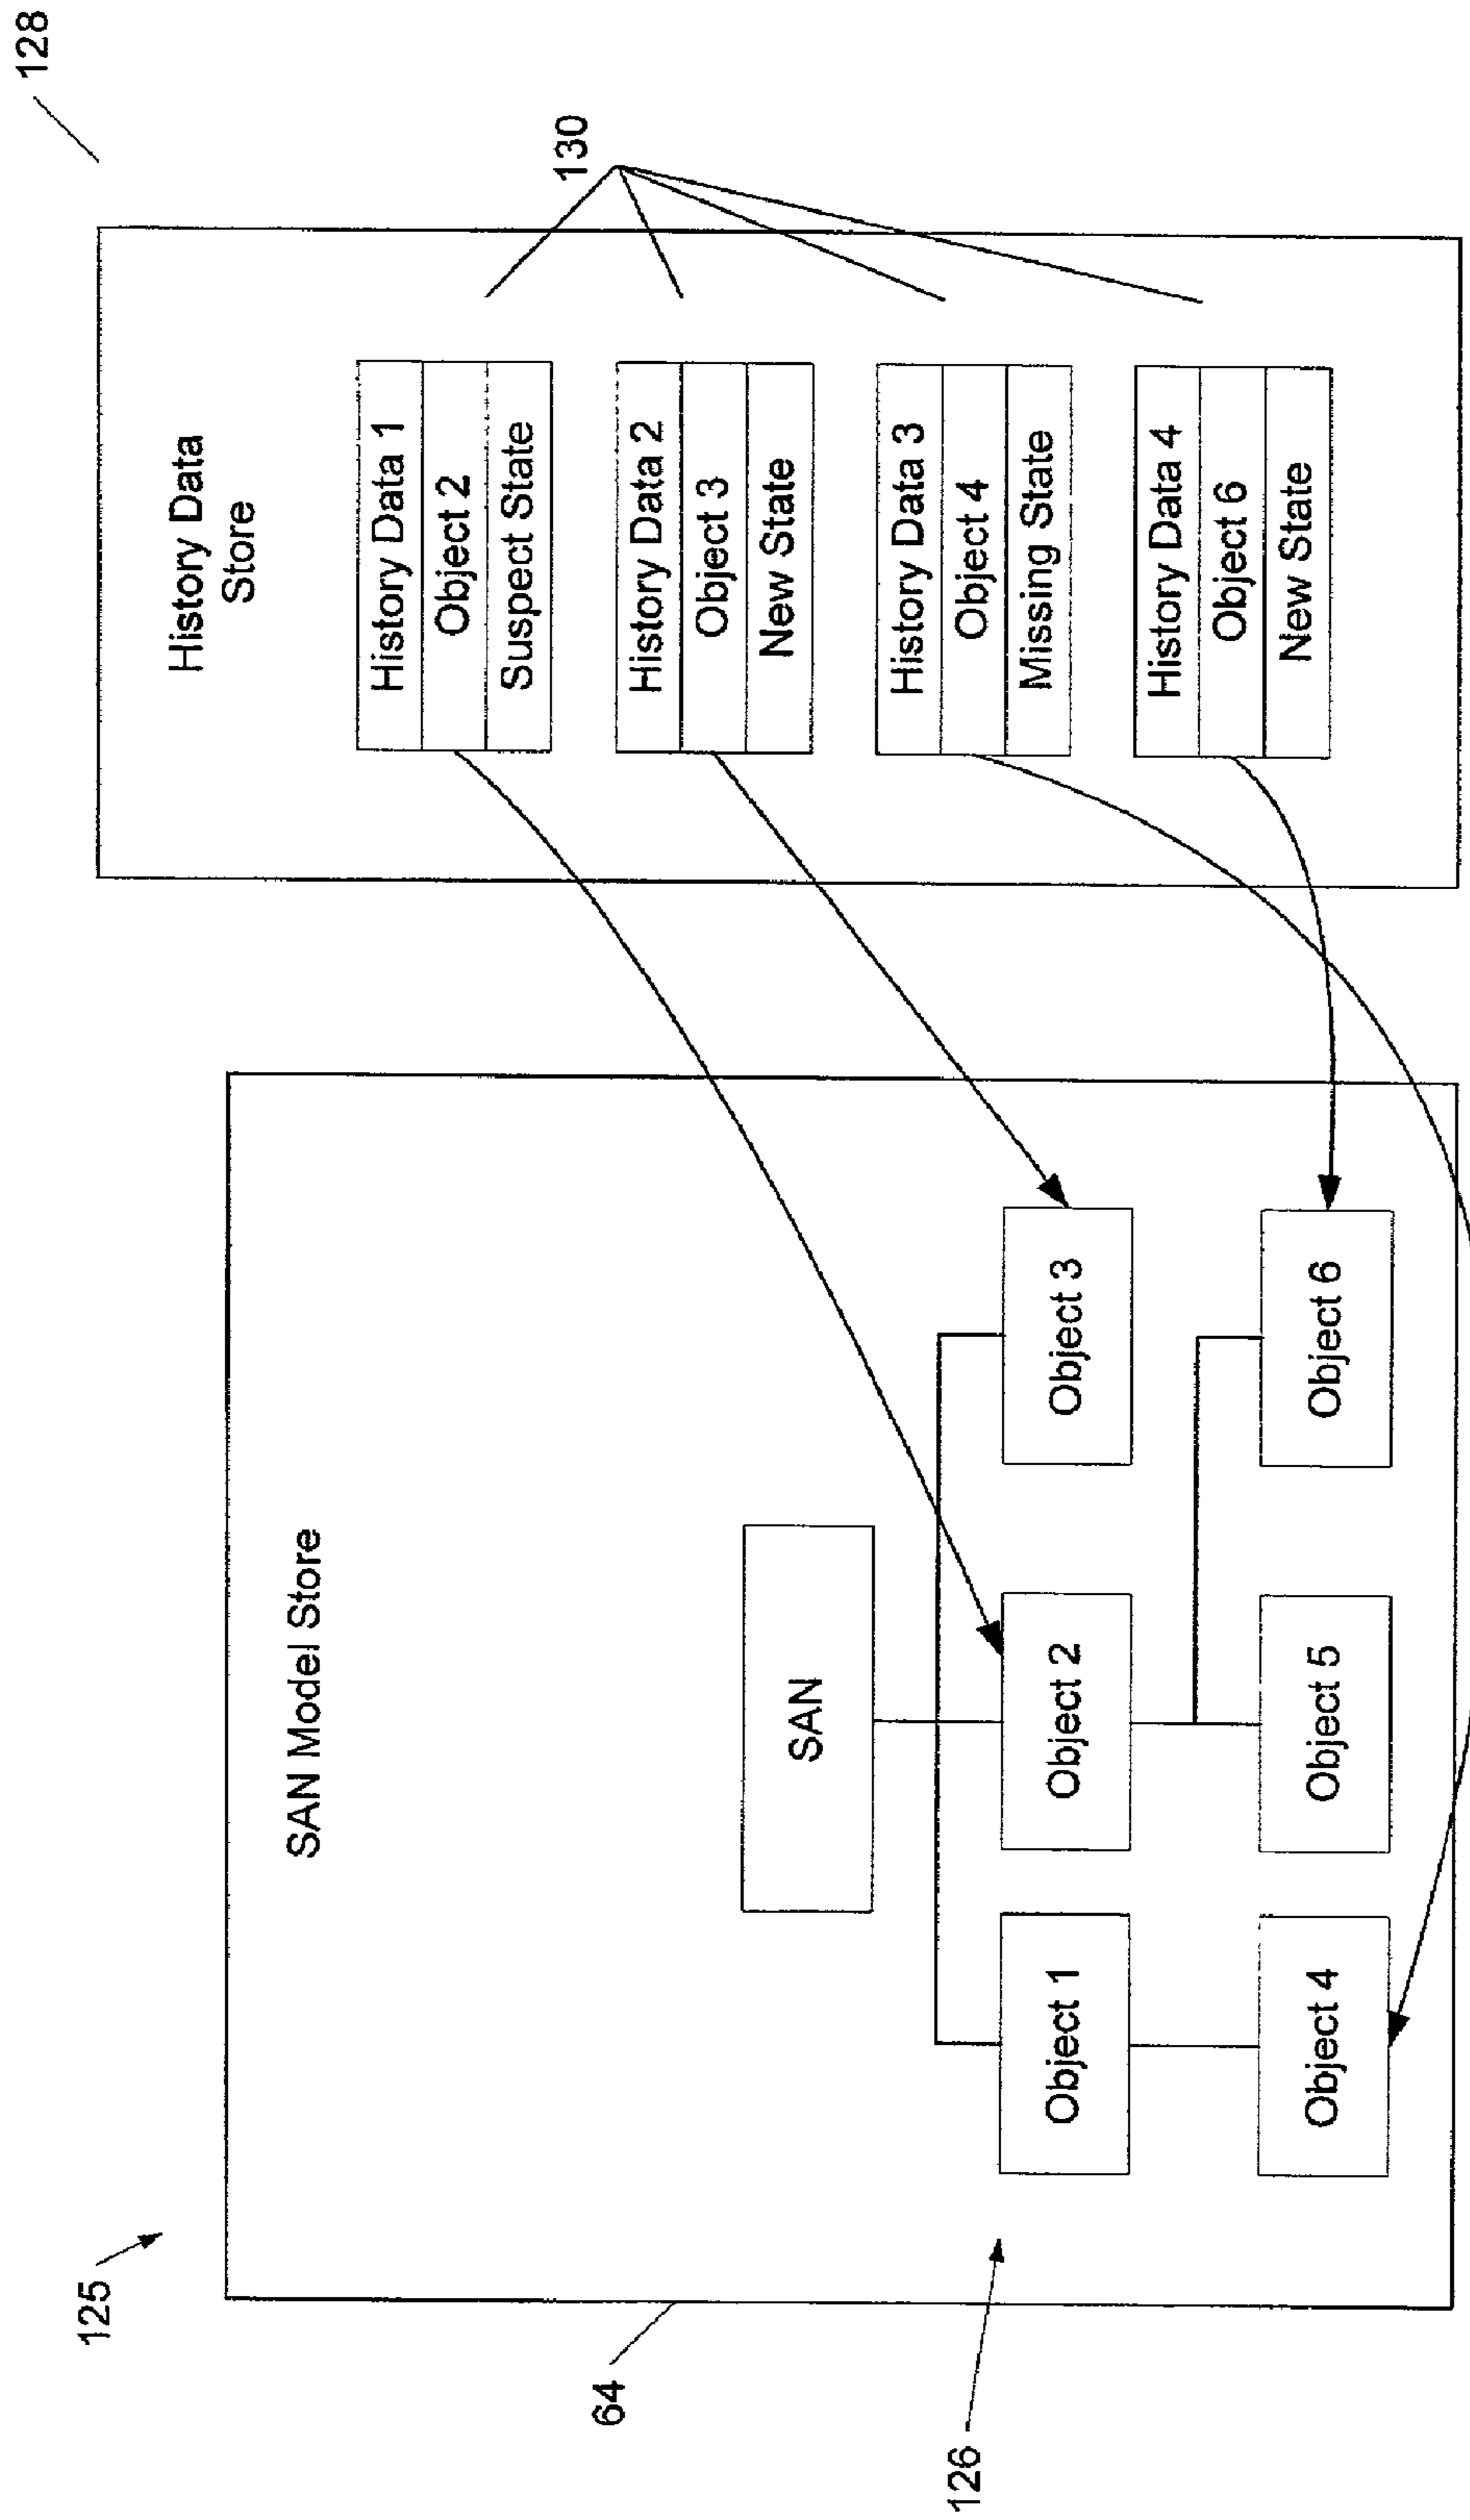 125
128
SAN Model Store
History Data
Store
64
126
130
SAN
Object 1
Object 2
Object 3
Object 4
Object 5
Object 6
History Data 1
Object 2
Suspect State
History Data 2
Object 3
New State
History Data 3
Object 4
Missing State
History Data 4
Object 6
New State